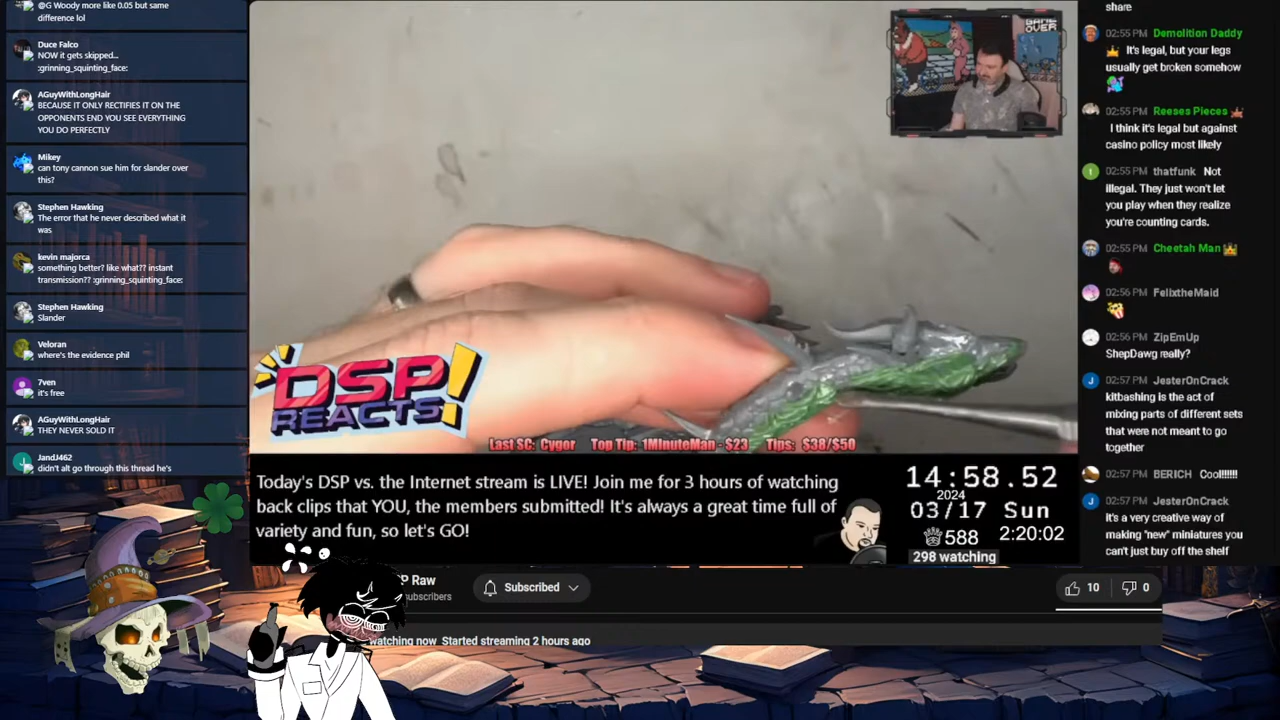 @G Woody more like 0.05 but same
difference lol
Duce Falco
NOW it gets skipped...
:grinning_squinting_face:
AGuyWithLongHair
BECAUSE IT ONLY RECTIFIES IT ON THE
OPPONENTS END YOU SEE EVERYTHING
YOU DO PERFECTLY
Mikey
can tony cannon sue him for slander over
this?
Stephen Hawking
The error that he never described what it
was
kevin majorca
something better? like what?? instant
transmission?? :grinning_squinting_face:
Stephen Hawking
Slander
Veloran
where's the evidence phil
7ven
it's free
AGuyWithLongHair
THEY NEVER SOLD IT
JandJ462
didn't alt go through this thread he's
GAME
OVER
DSP
REACTS!
Last SC: Cygor Top Tip: 1MinuteMan - $23 Tips: $38/$50
Today's DSP vs. the Internet stream is LIVE! Join me for 3 hours of watching
back clips that YOU, the members submitted! It's always a great time full of
variety and fun, so let's GO!
14:58.52
2024
03/17 Sun
588 2:20:02
298 watching
P Raw
subscribers
Subscribed
10 0
watching now Started streaming 2 hours ago
share
02:55 PM Demolition Daddy
It's legal, but your legs
usually get broken somehow
02:55 PM Reeses Pieces
I think it's legal but against
casino policy most likely
02:55 PM thatfunk Not
illegal. They just won't let
you play when they realize
you're counting cards.
02:55 PM Cheetah Man
02:56 PM FelixtheMaid
02:56 PM ZipEmUp
ShepDawg really?
02:57 PM JesterOnCrack
kitbashing is the act of
mixing parts of different sets
that were not meant to go
together
02:57 PM BERICH Cool!!!!!!!
02:57 PM JesterOnCrack
it's a very creative way of
making "new" miniatures you
can't just buy off the shelf